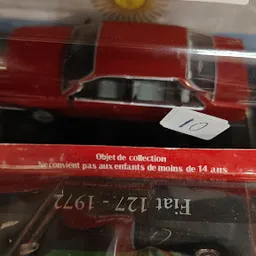 10
Objet de collection
Ne convient pas aux enfants de moins de 14 ans
Fiat 127 - 1972